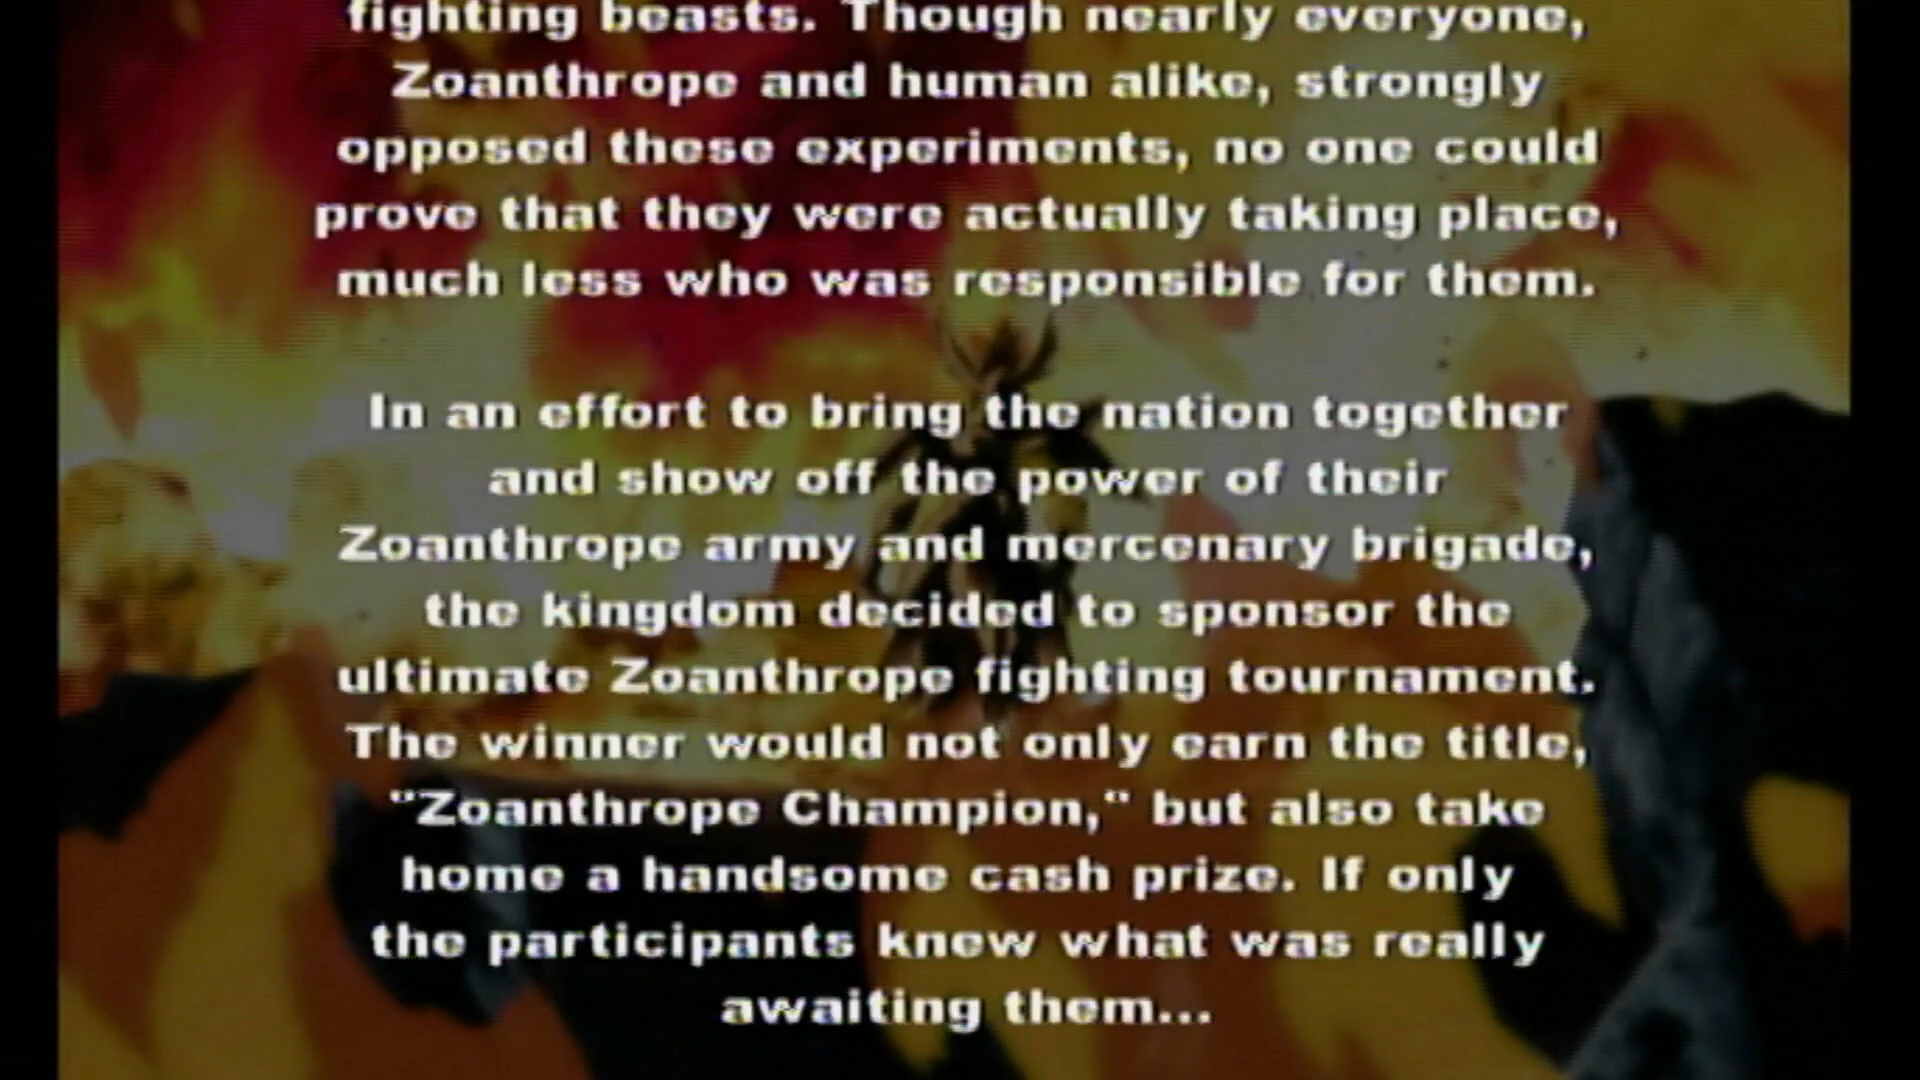 fighting beasts. Though nearly everyone,
Zoanthrope and human alike, strongly
opposed these experiments, no one could
prove that they were actually taking place,
much less who was responsible for them.
In an effort to bring the nation together
and show off the power of their
Zoanthrope army and mercenary brigade,
the kingdom decided to sponsor the
ultimate Zoanthrope fighting tournament.
The winner would not only earn the title,
"Zoanthrope Champion," but also take
home a handsome cash prize. If only
the participants knew what was really
awaiting them...